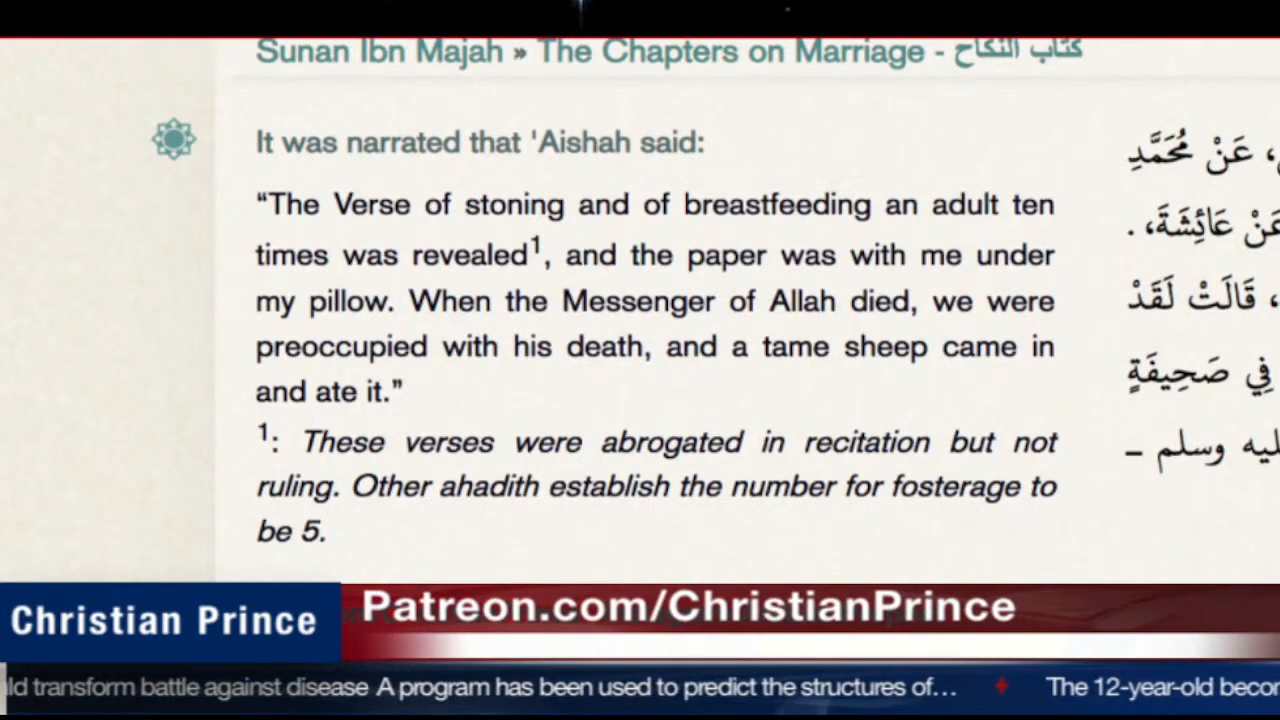 Sunan Ibn Majah » The Chapters on Marriage - كتاب النكاح
It was narrated that 'Aishah said:
“The Verse of stoning and of breastfeeding an adult ten
times was revealed1, and the paper was with me under
my pillow. When the Messenger of Allah died, we were
preoccupied with his death, and a tame sheep came in
and ate it.”
1: These verses were abrogated in recitation but not
ruling. Other ahadith establish the number for fosterage to
be 5.
، عَنْ مُحَمَّدِ
عَنْ عَائِشَةَ، .
، قَالَتْ لَقَدْ
فِي صَحِيفَةٍ
وسلم ـ
Christian Prince
Patreon.com/ChristianPrince
transform battle against disease A program has been used to predict the structures of… The 12-year-old